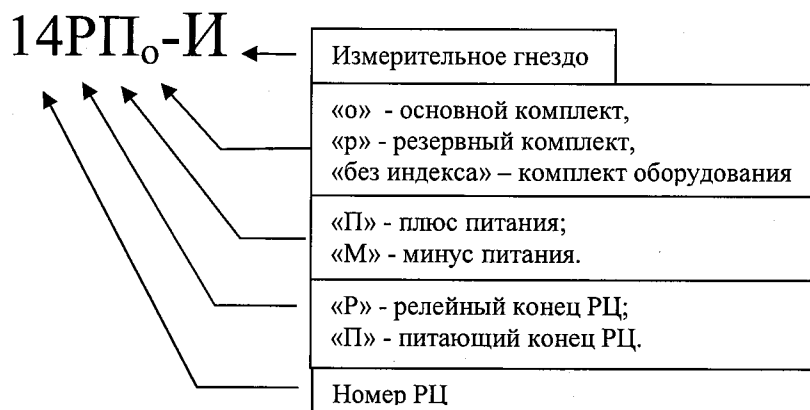 14РПо-И
Измерительное гнездо
«о» - основной комплект,
«р» - резервный комплект,
«без индекса» – комплект оборудования
«П» - плюс питания;
«М» - минус питания.
«Р» - релейный конец РЦ;
«П» - питающий конец РЦ.
Номер РЦ